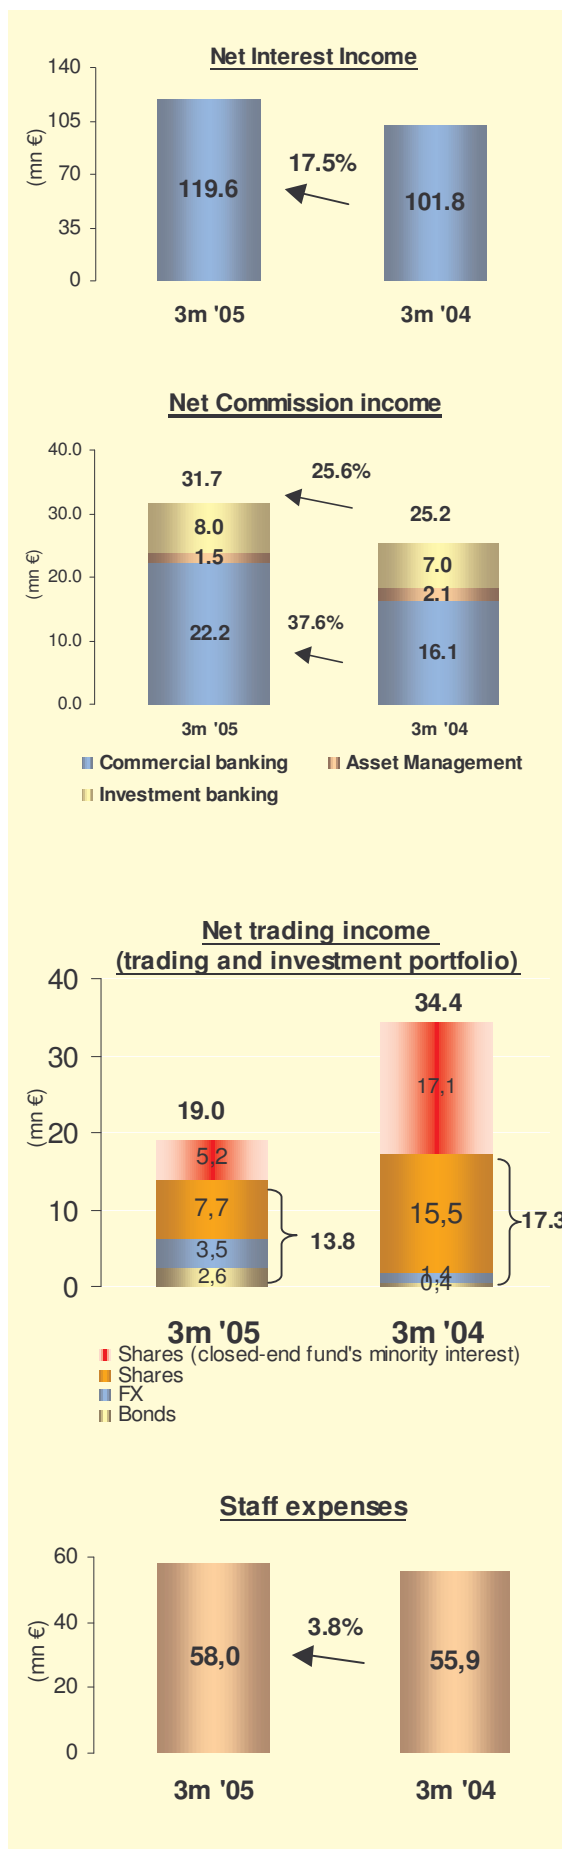 Net Interest Income
140
105
70
35
0
(mn €)
119.6
17.5%
101.8
3m '05
3m '04
Net Commission income
40.0
30.0
20.0
10.0
0.0
(mn €)
31.7
25.6%
25.2
8.0
1.5
22.2
37.6%
7.0
2.1
16.1
3m '05
3m '04
Commercial banking
Asset Management
Investment banking
Net trading income
(trading and investment portfolio)
40
30
20
10
0
(mn €)
19.0
34.4
5,2
7,7
3,5
2,6
13.8
17,1
15,5
1,4
0,4
17.3
3m '05
3m '04
Shares (closed-end fund's minority interest)
Shares
FX
Bonds
Staff expenses
60
40
20
0
(mn €)
58,0
3.8%
55,9
3m '05
3m '04